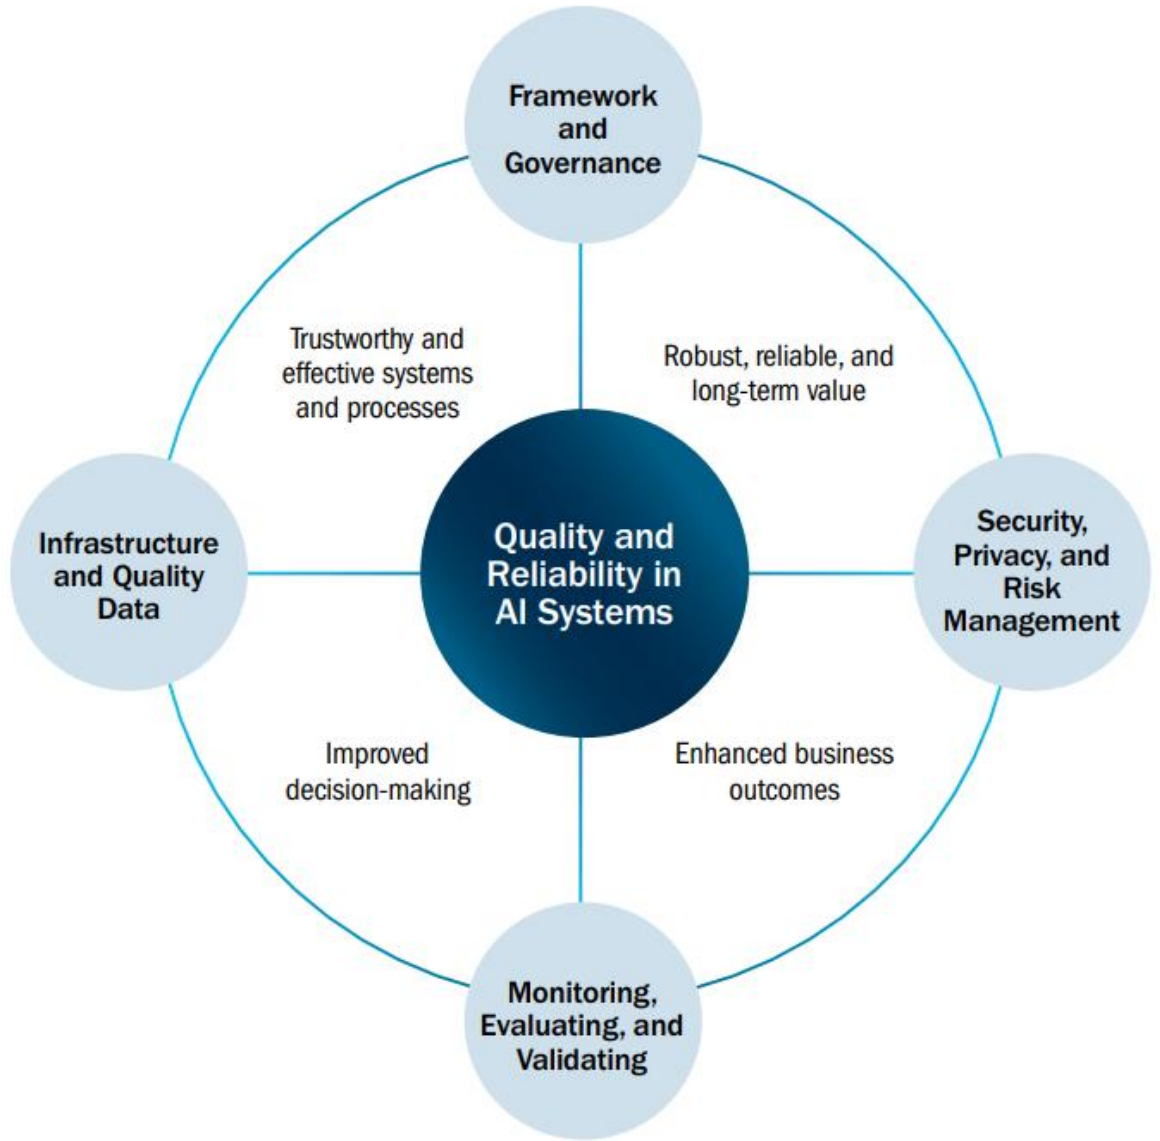 Framework
and
Governance
Trustworthy and
effective systems
and processes
Robust, reliable, and
long-term value
Infrastructure
and Quality
Data
Quality and
Reliability in
AI Systems
Security,
Privacy, and
Risk
Management
Improved
decision-making
Enhanced business
outcomes
Monitoring,
Evaluating, and
Validating